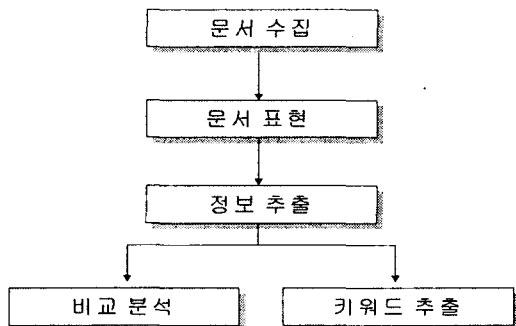 문서 수집
문서 표현
정보 추출
비교 분석
키워드 추출